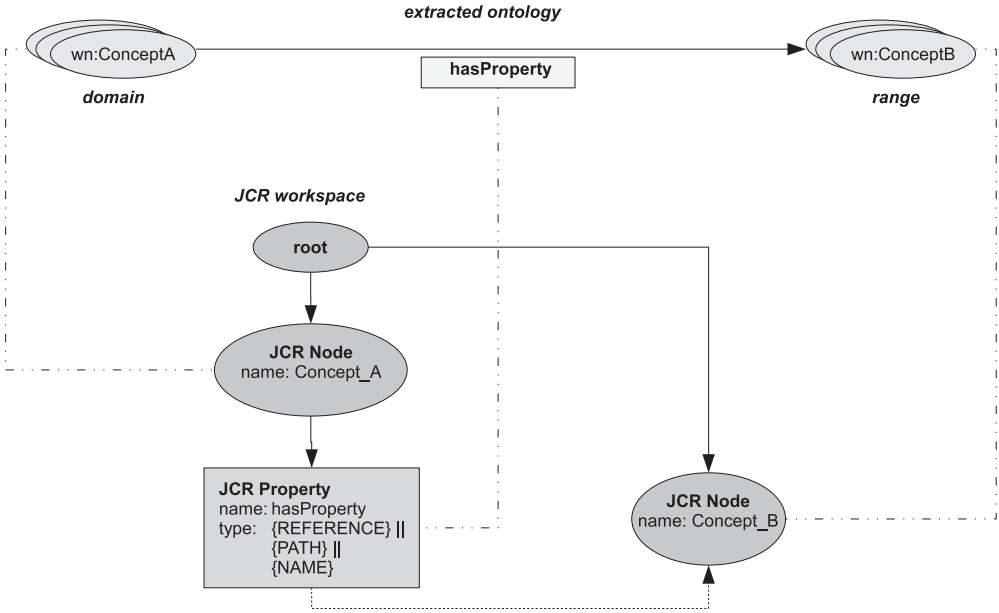 extracted ontology
wn:ConceptA
wn:ConceptB
hasProperty
domain
range
JCR workspace
root
JCR Node
name: Concept_A
JCR Property
name: hasProperty
type: {REFERENCE} ||
{PATH} ||
{NAME}
JCR Node
name: Concept_B